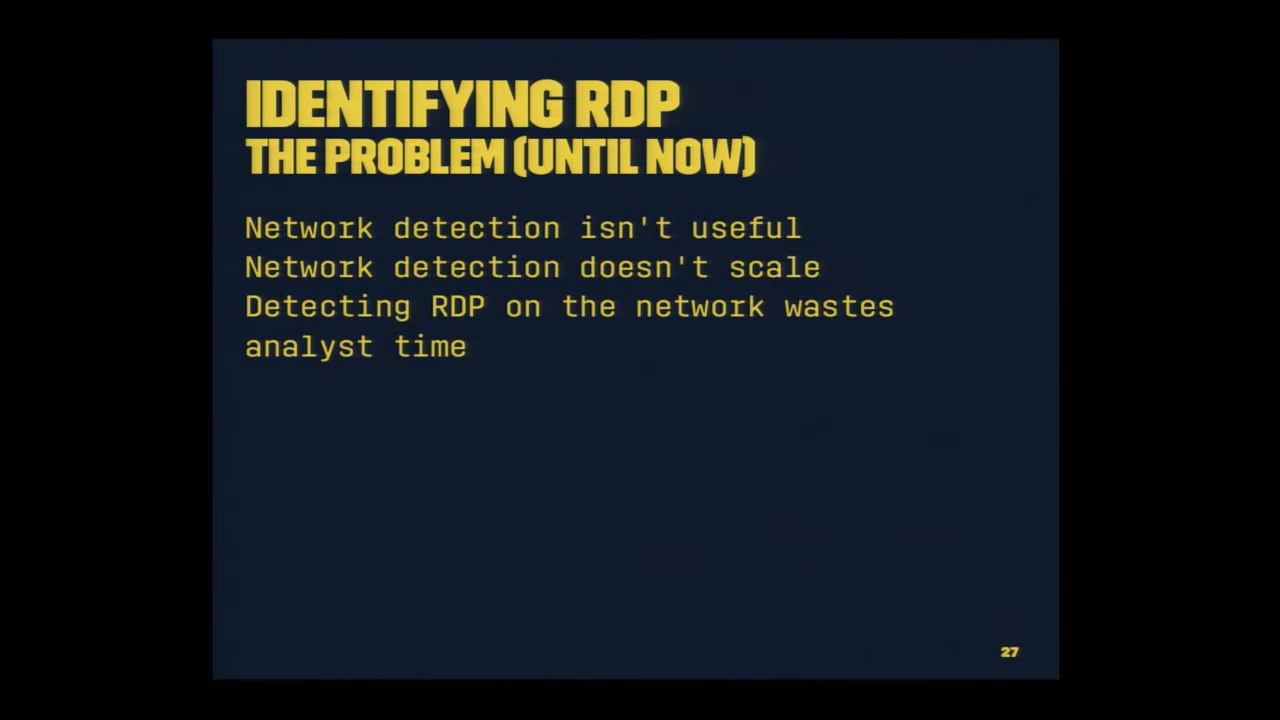 IDENTIFYING RDP
THE PROBLEM (UNTIL NOW)
Network detection isn't useful
Network detection doesn't scale
Detecting RDP on the network wastes
analyst time
27